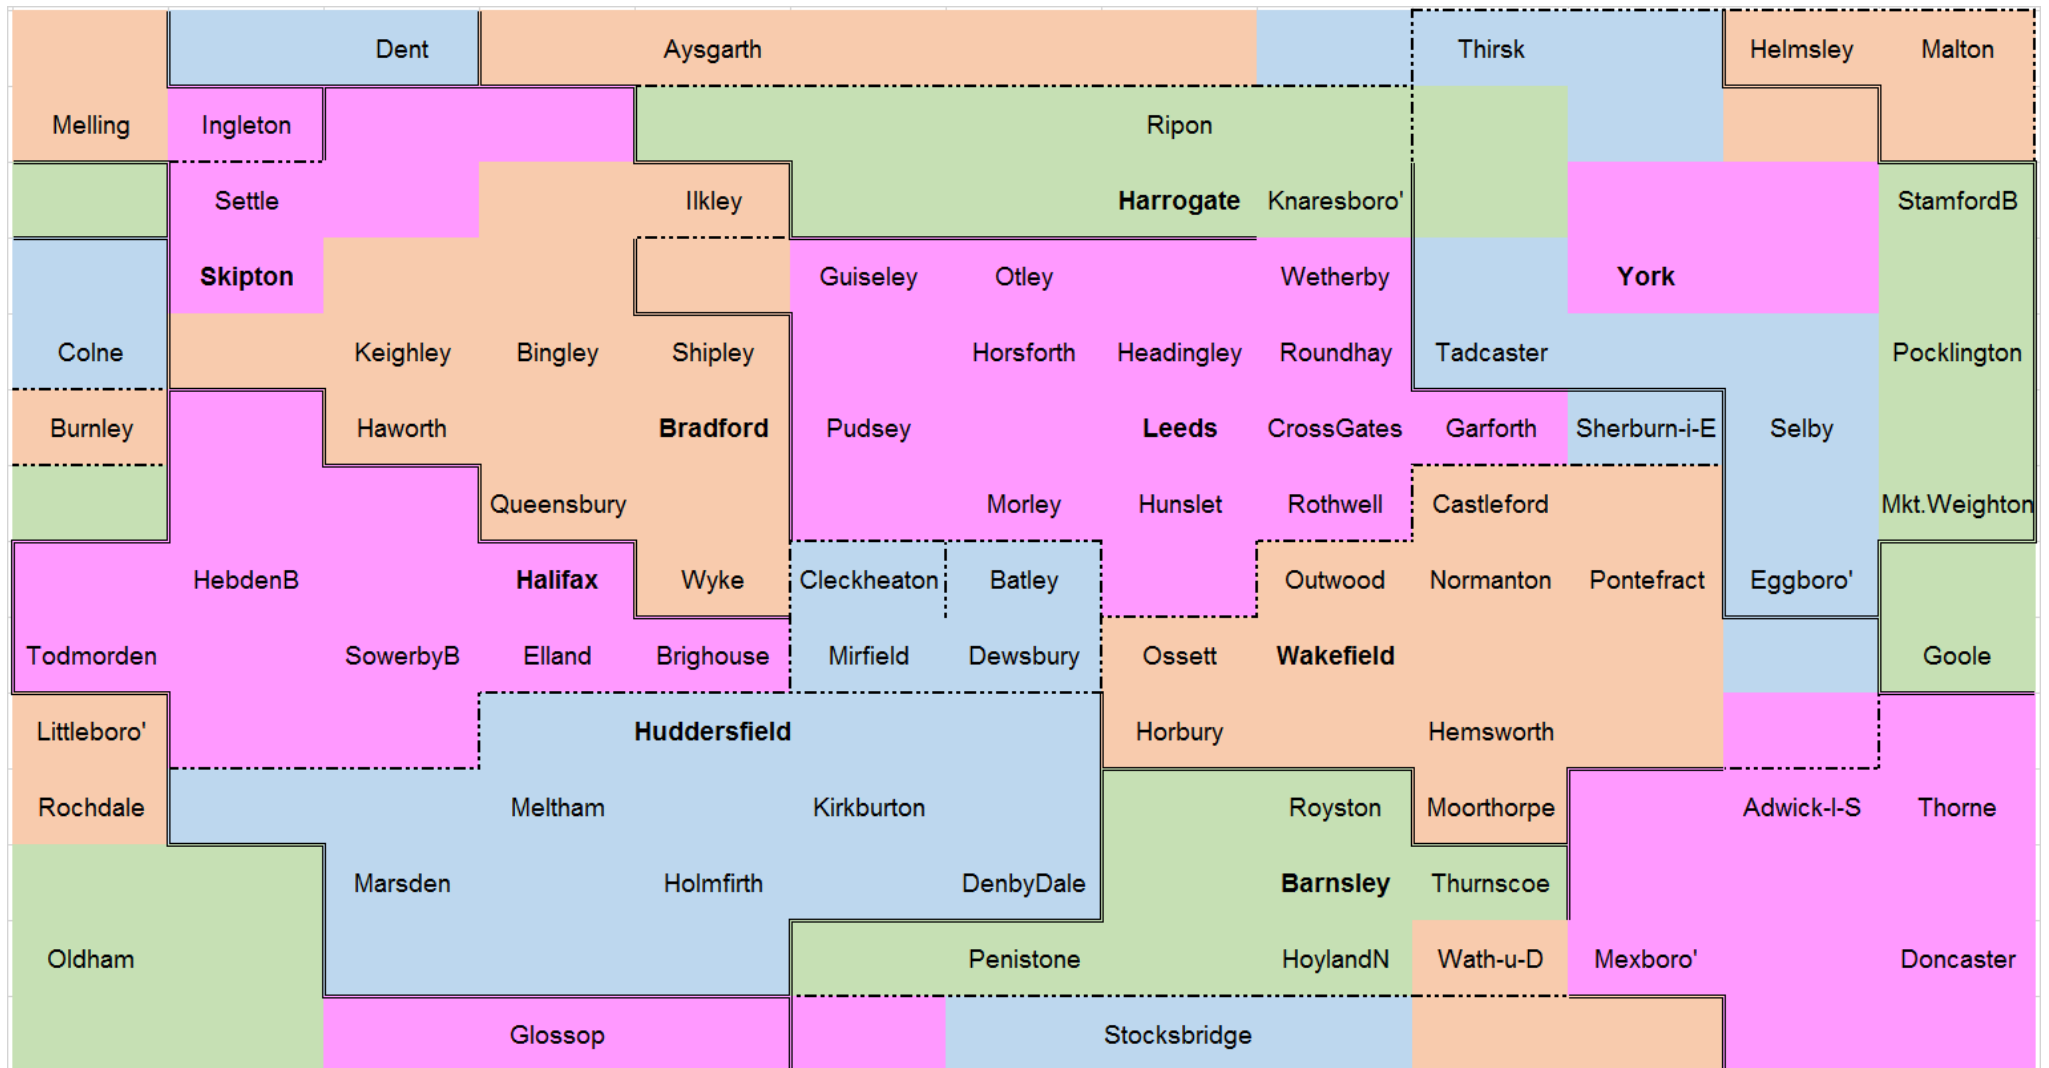 Dent Aysgarth Thirsk Helmsley Malton
Melling Ingleton Ripon
Settle Ilkley Harrogate Knaresboro' StamfordB
Skipton Guiseley Otley Wetherby York
Colne Keighley Bingley Shipley Horsforth Headingley Roundhay Tadcaster Pocklington
Burnley Haworth Bradford Pudsey Leeds CrossGates Garforth Sherburn-i-E Selby
Queensbury Morley Hunslet Rothwell Castleford Mkt.Weighton
HebdenB Halifax Wyke Cleckheaton Batley Outwood Normanton Pontefract Eggboro'
Todmorden SowerbyB Elland Brighouse Mirfield Dewsbury Ossett Wakefield Goole
Littleboro' Huddersfield Horbury Hemsworth
Rochdale Meltham Kirkburton Royston Moorthorpe Adwick-l-S Thorne
Marsden Holmfirth DenbyDale Barnsley Thurnscoe
Oldham Penistone HoylandN Wath-u-D Mexboro' Doncaster
Glossop Stocksbridge